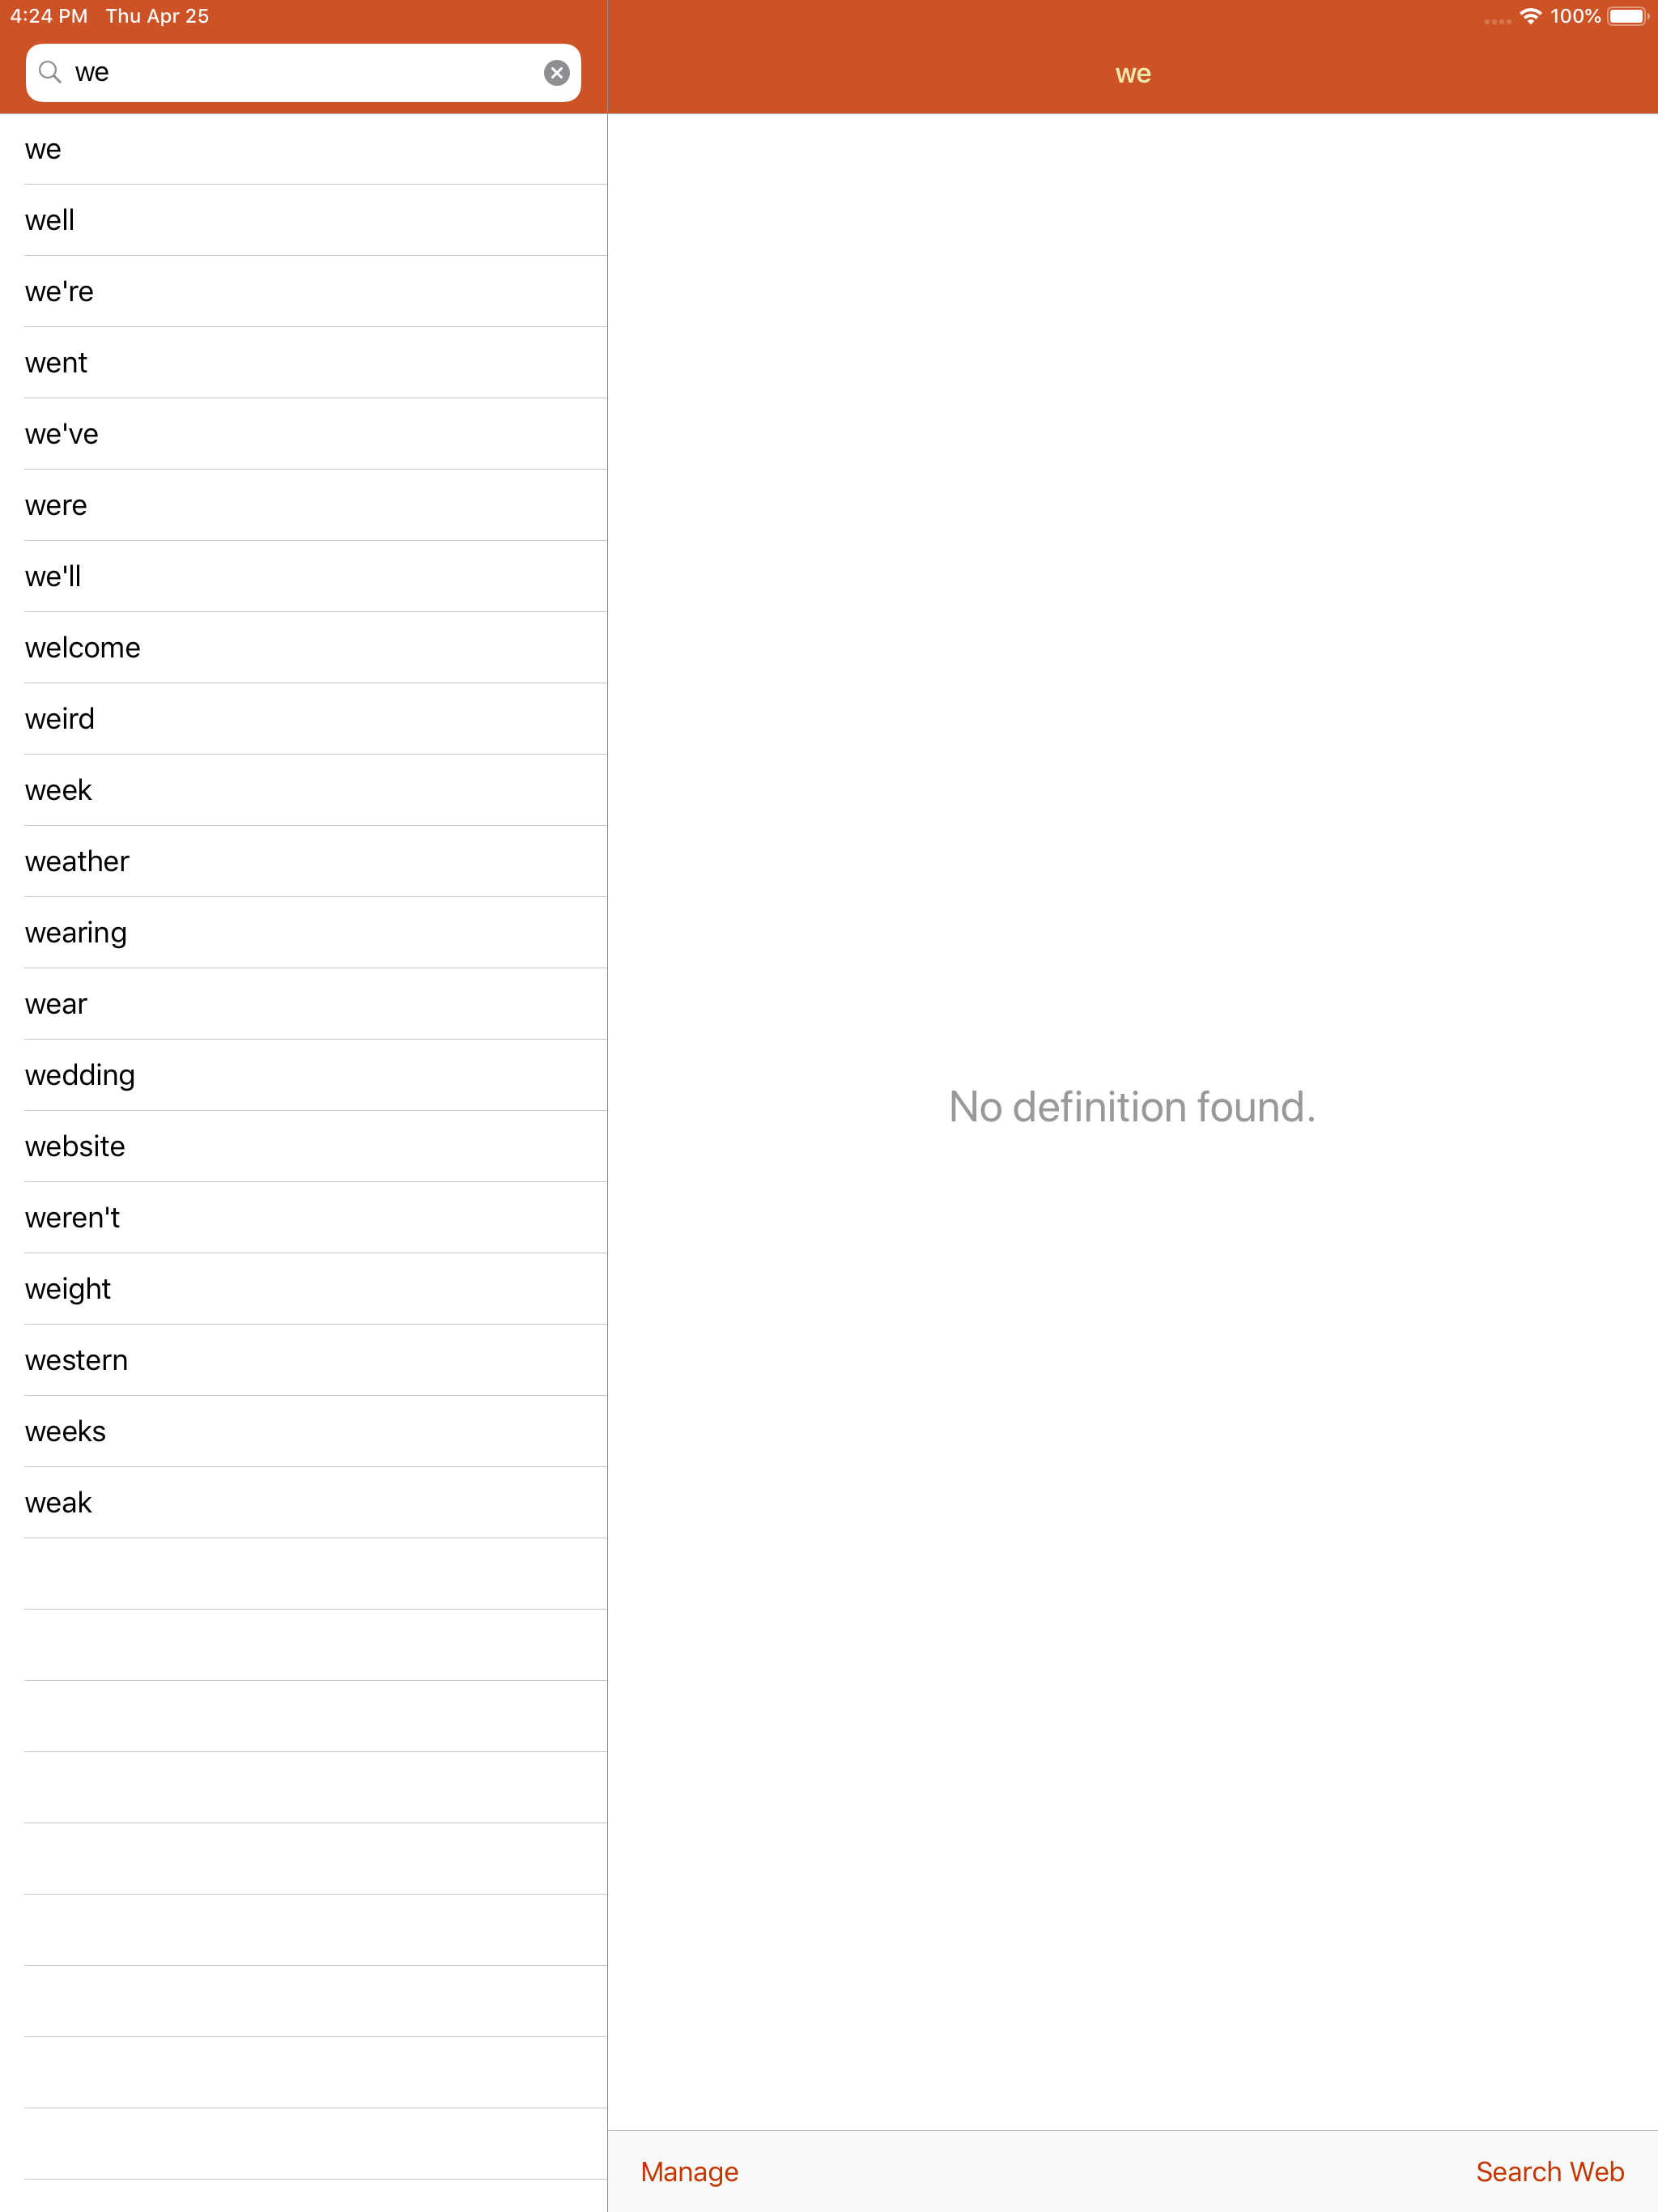 4:24 PM Thu Apr 25
100%
we
we
we
well
we're
went
we've
were
we'll
welcome
weird
week
weather
wearing
wear
wedding
website
weren't
weight
western
weeks
weak
No definition found.
Manage
Search Web